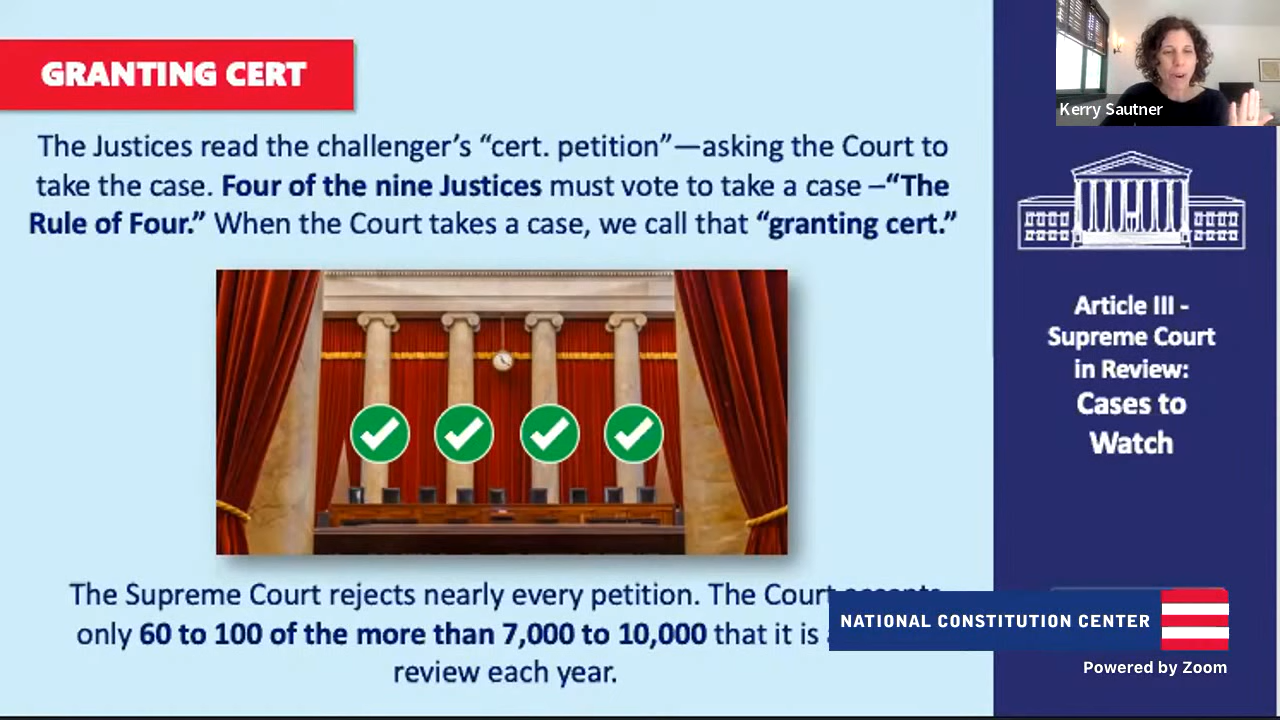 GRANTING CERT
The Justices read the challenger’s “cert. petition”—asking the Court to
take the case. Four of the nine Justices must vote to take a case –“The
Rule of Four.” When the Court takes a case, we call that “granting cert.”
The Supreme Court rejects nearly every petition. The Court accepts
only 60 to 100 of the more than 7,000 to 10,000 that it is
review each year.
Kerry Sautner
Article III -
Supreme Court
in Review:
Cases to
Watch
NATIONAL CONSTITUTION CENTER
Powered by Zoom